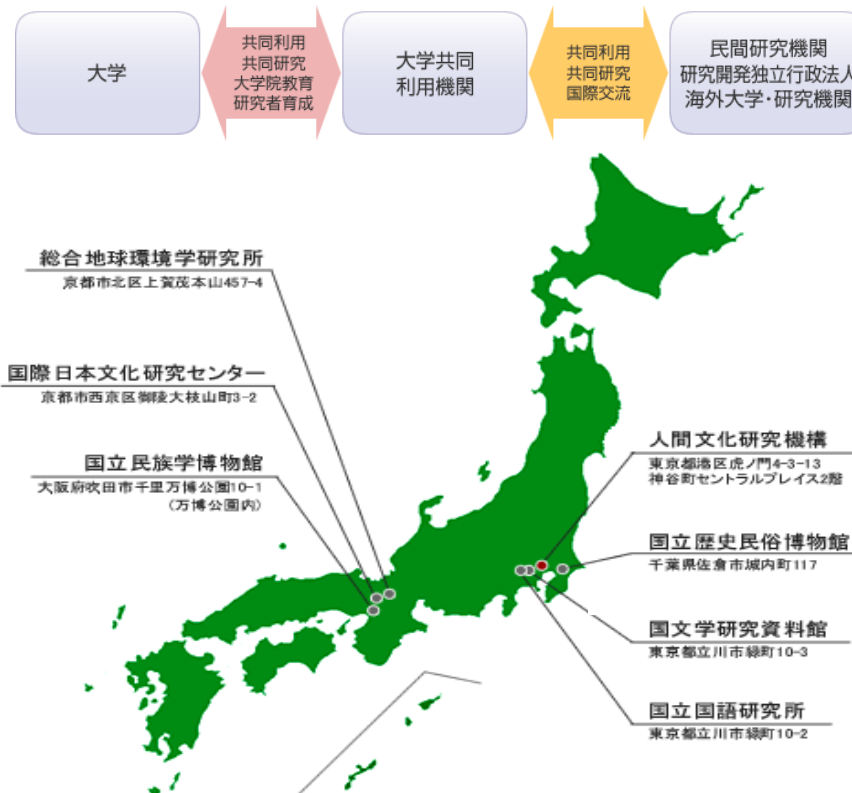 大学
共同利用
共同研究
大学院教育
研究者育成
大学共同
利用機関
共同利用
共同研究
国際交流
民間研究機関
研究開発独立行政法人
海外大学・研究機関
総合地球環境学研究所
京都市北区上賀茂本山457-4
国際日本文化研究センター
京都市西京区御陵大枝山町3-2
国立民族学博物館
大阪府吹田市千里万博公園10-1
(万博公園内)
人間文化研究機構
東京都港区虎ノ門4-3-13
神谷町セントラルプレイス2階
国立歴史民俗博物館
千葉県佐倉市城内町117
国文学研究資料館
東京都立川市緑町10-3
国立国語研究所
東京都立川市緑町10-2